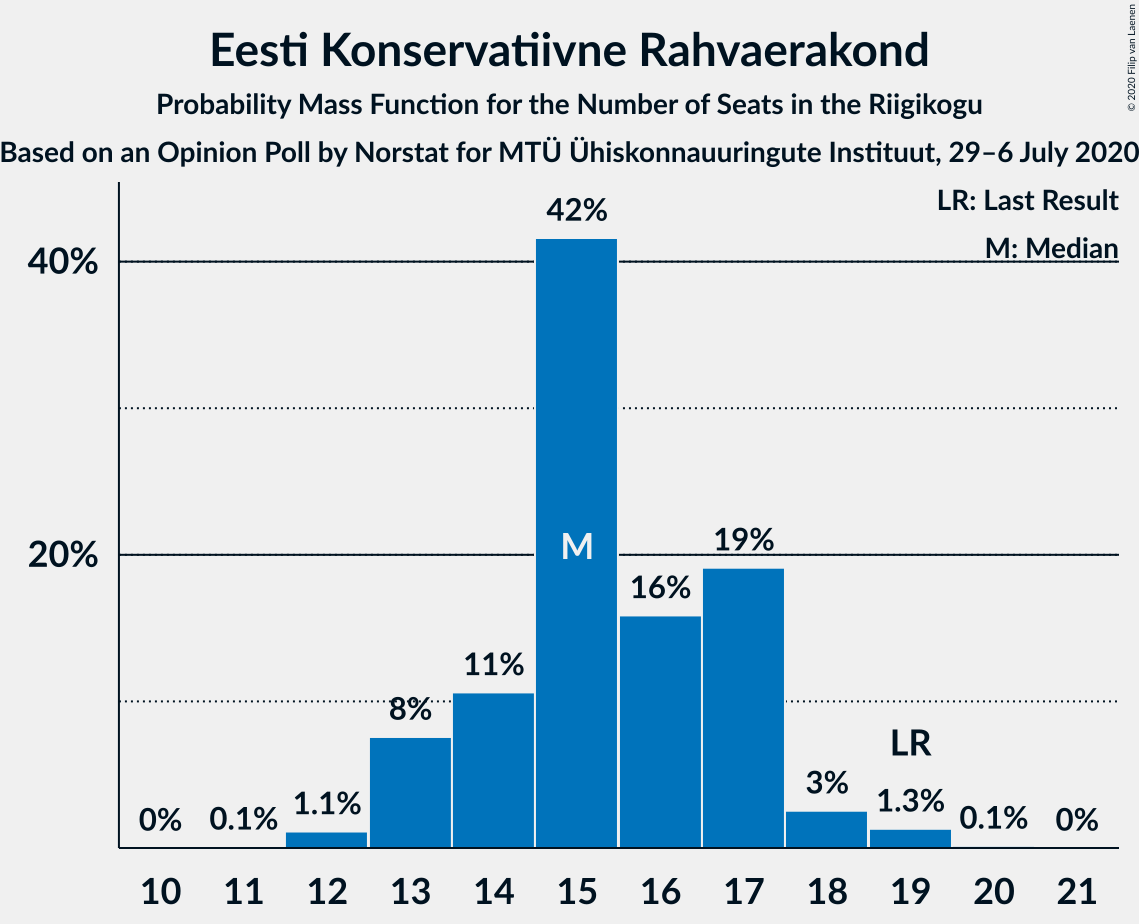 Eesti Konservatiivne Rahvaerakond
Probability Mass Function for the Number of Seats in the Riigikogu
Based on an Opinion Poll by Norstat for MTÜ Ühiskonnauuringute Instituut, 29–6 July 2020
© 2020 Filip van Laenen
LR: Last Result
M: Median
40%
20%
0%
0.1%
1.1%
8%
11%
42%
M
16%
19%
3%
LR
1.3%
0.1%
0%
10 11 12 13 14 15 16 17 18 19 20 21